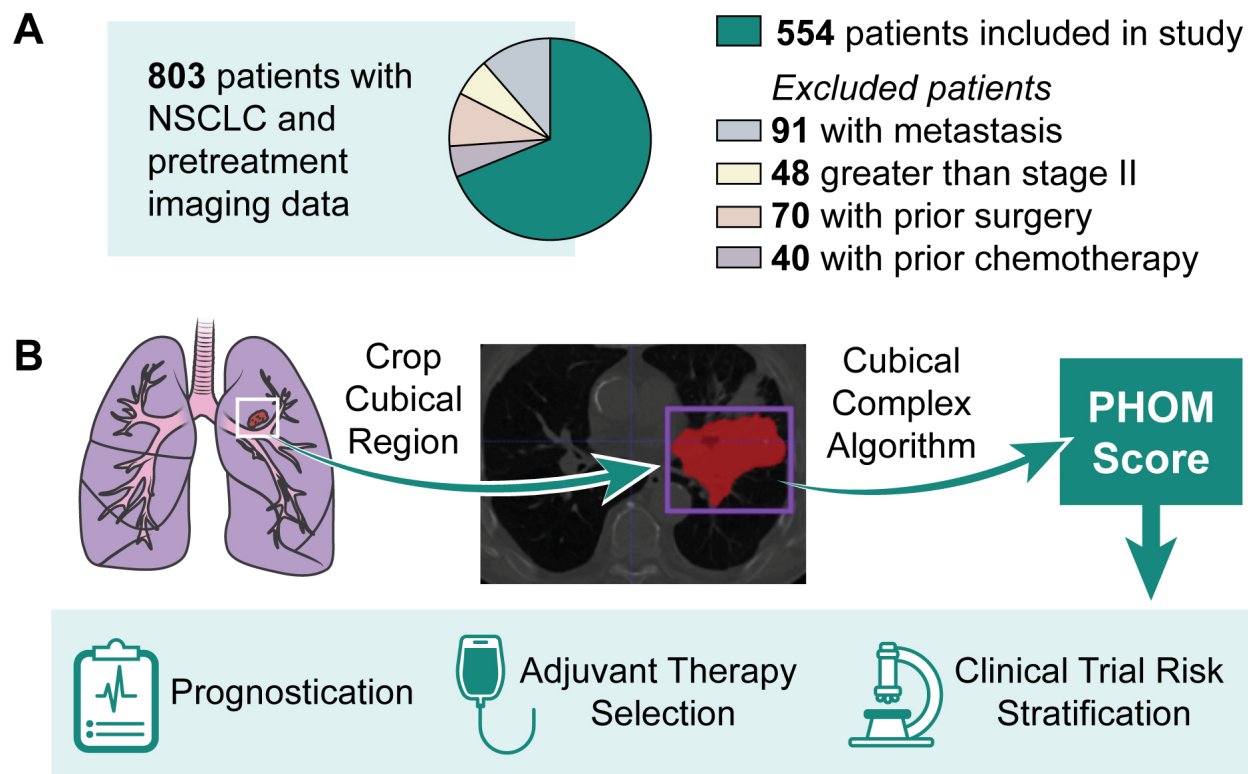 A
803 patients with
NSCLC and
pretreatment
imaging data
554 patients included in study
Excluded patients
91 with metastasis
48 greater than stage II
70 with prior surgery
40 with prior chemotherapy
B
Crop
Cubical
Region
Cubical
Complex
Algorithm
PHOM
Score
Prognostication
Adjuvant Therapy
Selection
Clinical Trial Risk
Stratification